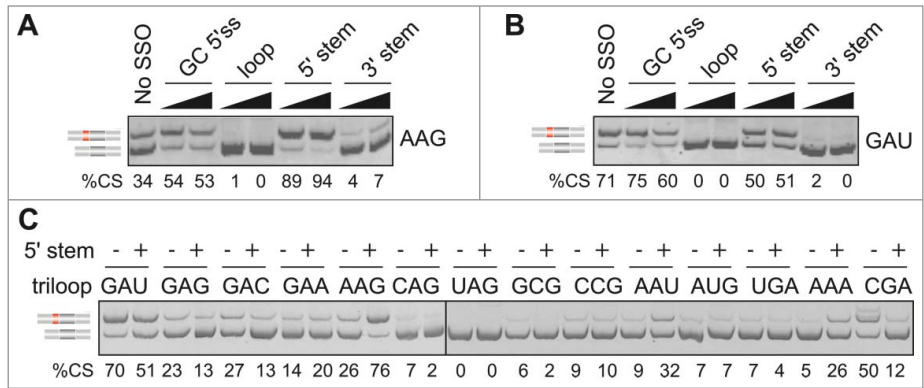 A
No SSO
GC 5'ss
loop
5' stem
3' stem
AAG
%CS 34 54 53 1 0 89 94 4 7
B
No SSO
GC 5'ss
loop
5' stem
3' stem
GAU
%CS 71 75 60 0 0 50 51 2 0
C
5' stem - + - + - + - + - + - + - + - + - + - + - + - + - + - +
triloop GAU GAG GAC GAA AAG CAG UAG GCG CCG AAU AUG UGA AAA CGA
%CS 70 51 23 13 27 13 14 20 26 76 7 2 0 0 6 2 9 10 9 32 7 7 7 4 5 26 50 12